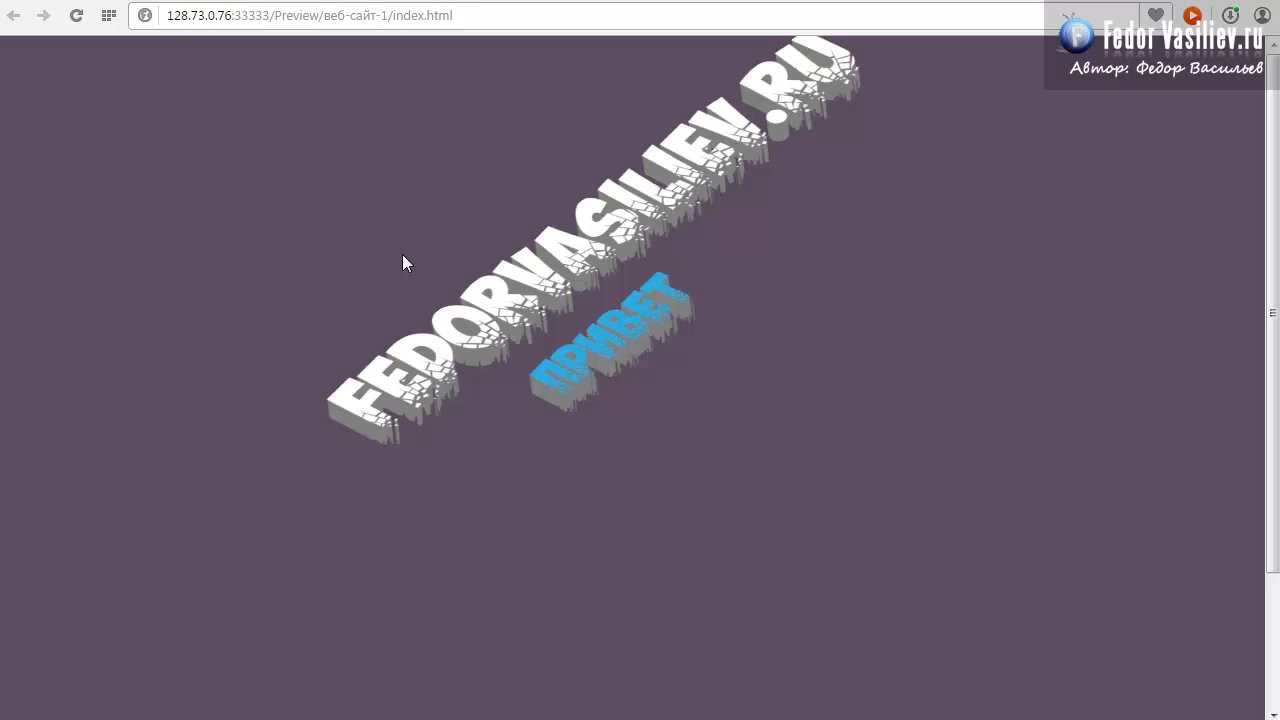 128.73.0.76:33333/Preview/веб-сайт-1/index.html
Fedor Vasiliev.ru
Автор: Федор Васильев
FEDORVASILIEV.RU
ПРИВЕТ